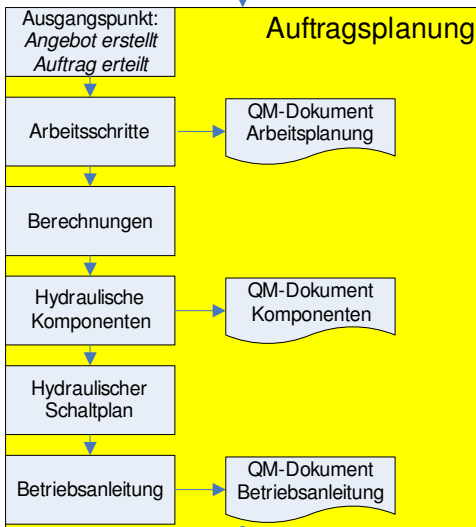 Auftragsplanung
Ausgangspunkt:
Angebot erstellt
Auftrag erteilt
Arbeitsschritte
QM-Dokument
Arbeitsplanung
Berechnungen
Hydraulische
Komponenten
QM-Dokument
Komponenten
Hydraulischer
Schaltplan
Betriebsanleitung
QM-Dokument
Betriebsanleitung